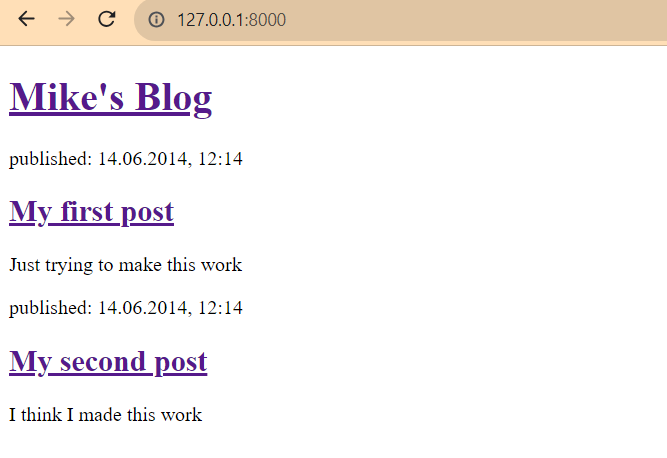 127.0.0.1:8000
Mike's Blog
published: 14.06.2014, 12:14
My first post
Just trying to make this work
published: 14.06.2014, 12:14
My second post
I think I made this work